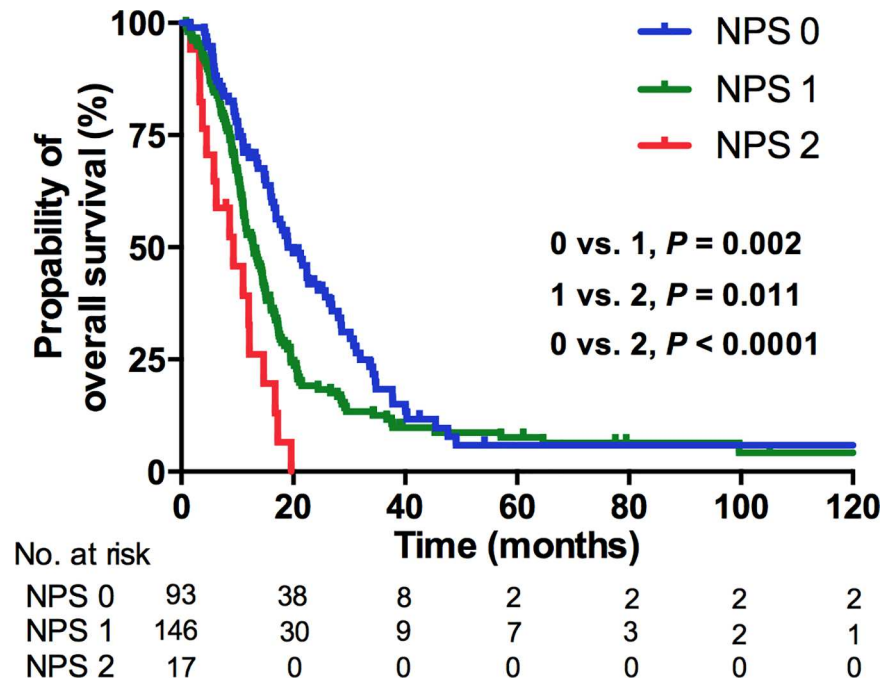 100
75
50
25
0
Propability of
overall survival (%)
NPS 0
NPS 1
NPS 2
0 vs. 1, P = 0.002
1 vs. 2, P = 0.011
0 vs. 2, P < 0.0001
0 20 40 60 80 100 120
Time (months)
No. at risk
NPS 0 93 38 8 2 2 2 2
NPS 1 146 30 9 7 3 2 1
NPS 2 17 0 0 0 0 0 0